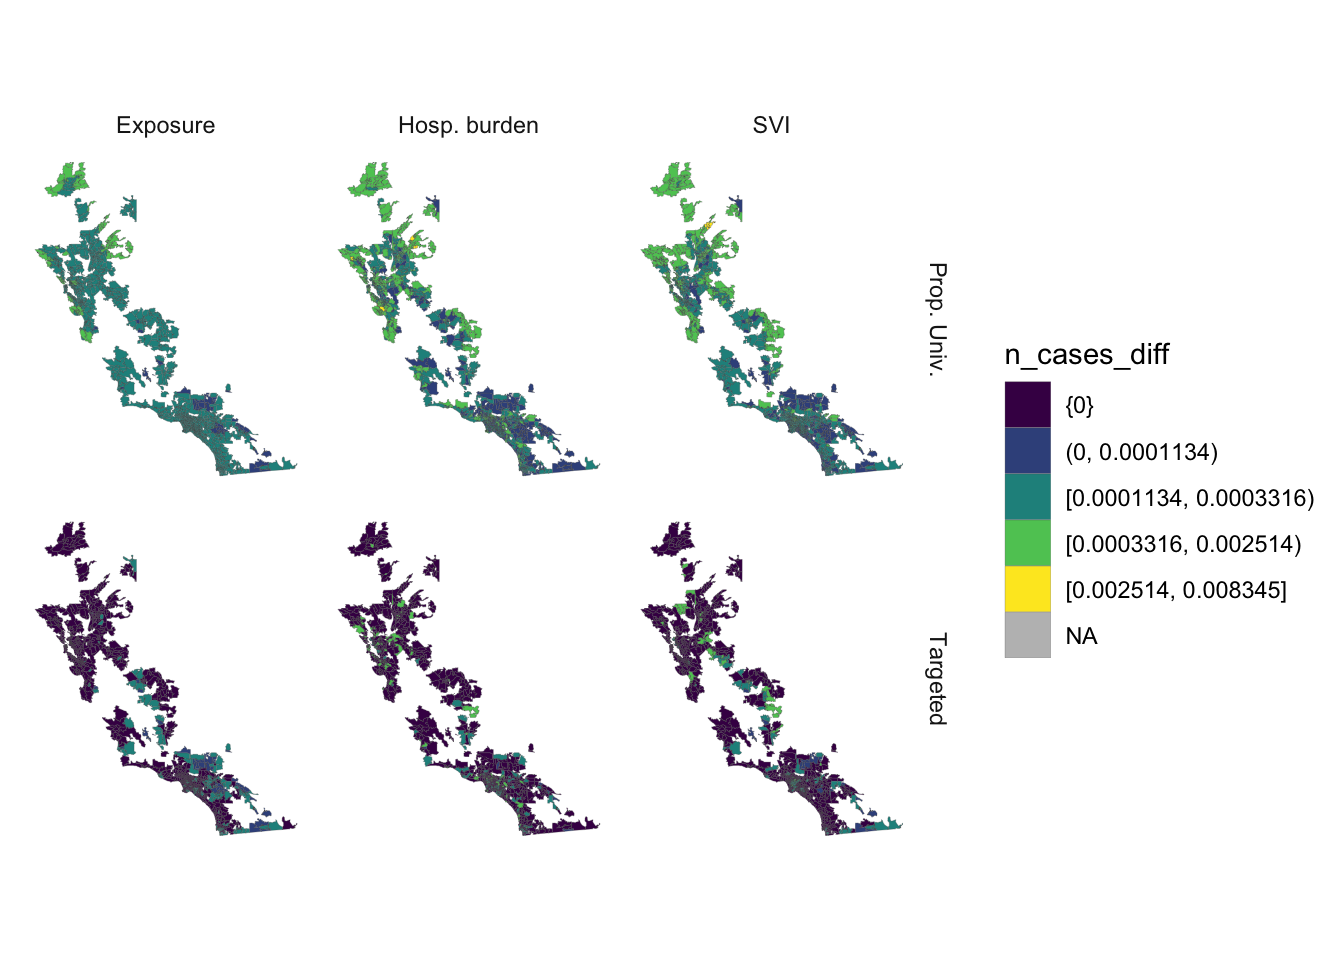 Exposure
Hosp. burden
SVI
Prop. Univ.
Targeted
n_cases_diff
{0}
(0, 0.0001134)
[0.0001134, 0.0003316)
[0.0003316, 0.002514)
[0.002514, 0.008345]
NA